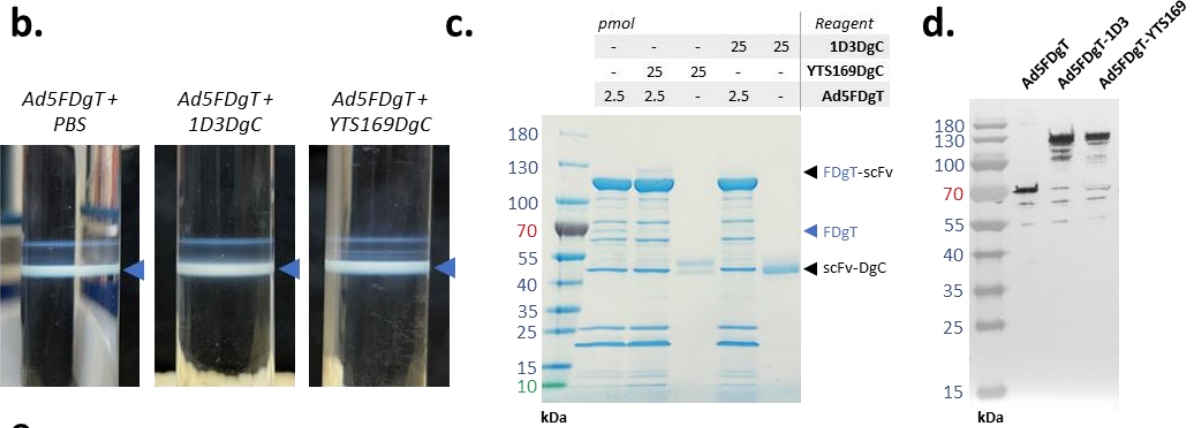 b.
Ad5FDgT +
PBS
Ad5FDgT +
1D3DgC
Ad5FDgT +
YTS169DgC
c.
pmol Reagent
- - - 25 25 1D3DgC
- 25 25 - - YTS169DgC
2.5 2.5 - 2.5 - Ad5FDgT
180
130
100
70
55
40
35
25
15
10
kDa
FDgT-scFv
FDgT
scFv-DgC
d.
Ad5FDgT
Ad5FDgT-1D3
Ad5FDgT-YTS169
180
130
100
70
55
40
35
25
15
kDa